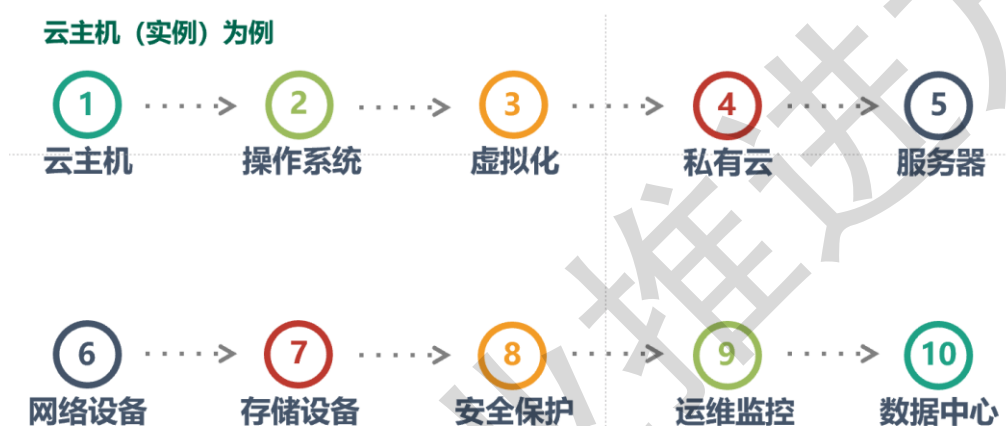 云主机（实例）为例
1 2 3 4 5
云主机 操作系统 虚拟化 私有云 服务器
6 7 8 9 10
网络设备 存储设备 安全保护 运维监控 数据中心
推进